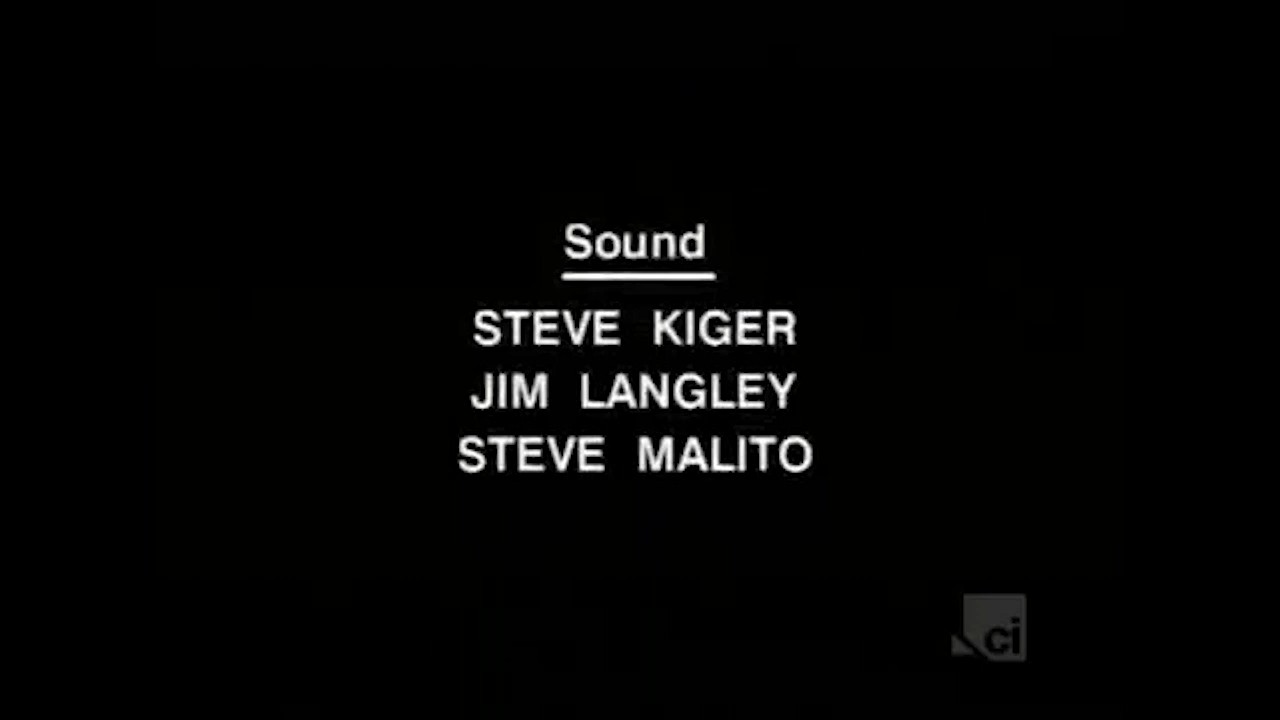 Sound
STEVE KIGER
JIM LANGLEY
STEVE MALITO
ci